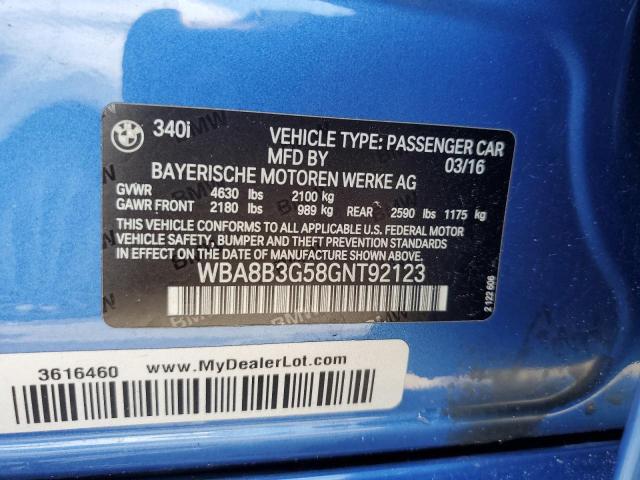 340i
VEHICLE TYPE: PASSENGER CAR
MFD BY 03/16
BAYERISCHE MOTOREN WERKE AG
GVWR 4630 lbs 2100 kg
GAWR FRONT 2180 lbs 989 kg REAR 2590 lbs 1175 kg
THIS VEHICLE CONFORMS TO ALL APPLICABLE U.S. FEDERAL MOTOR
VEHICLE SAFETY, BUMPER AND THEFT PREVENTION STANDARDS
IN EFFECT ON THE DATE OF MANUFACTURE SHOWN ABOVE.
WBA8B3G58GNT92123
2 122 606
3616460 www.MyDealerLot.com